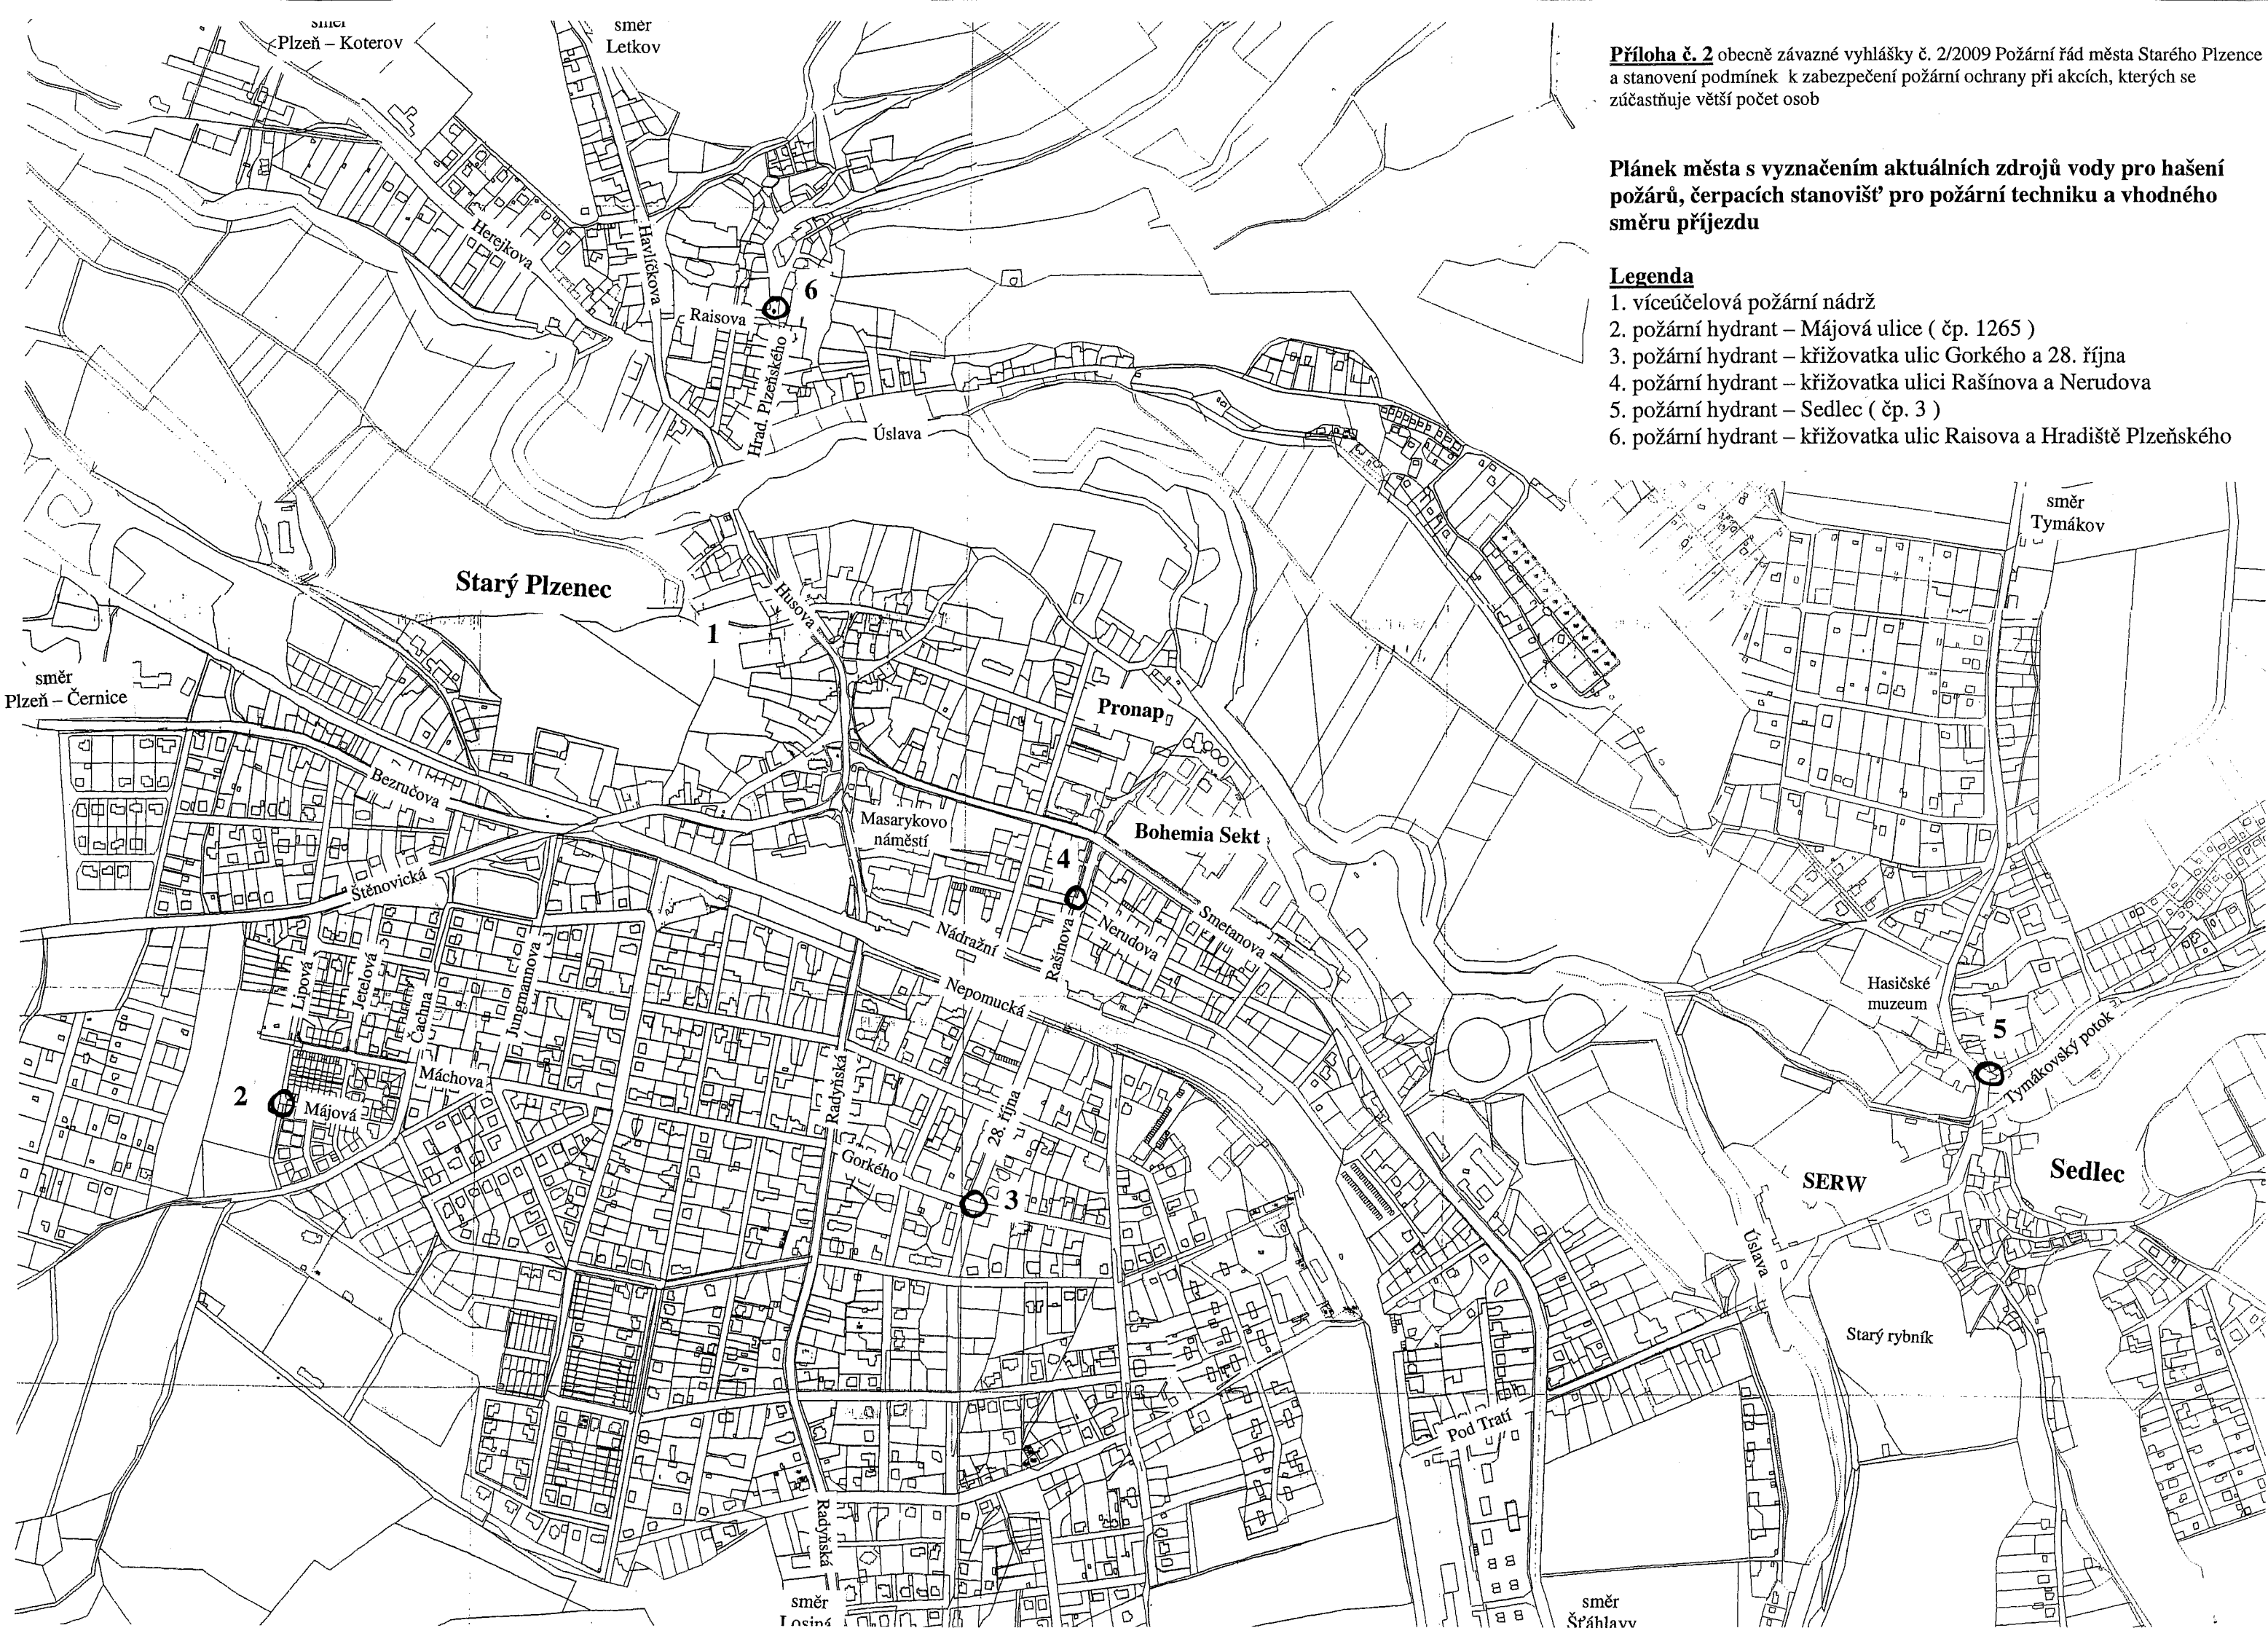 Příloha č. 2 obecně závazné vyhlášky č. 2/2009 Požární řád města Starého Plzence
a stanovení podmínek k zabezpečení požární ochrany při akcích, kterých se
zúčastňuje větší počet osob
Plánek města s vyznačením aktuálních zdrojů vody pro hašení
požárů, čerpacích stanovišť pro požární techniku a vhodného
směru příjezdu
Legenda
1. víceúčelová požární nádrž
2. požární hydrant – Májová ulice ( čp. 1265 )
3. požární hydrant – křižovatka ulic Gorkého a 28. října
4. požární hydrant – křižovatka ulici Rašínova a Nerudova
5. požární hydrant – Sedlec ( čp. 3 )
6. požární hydrant – křižovatka ulic Raisova a Hradiště Plzeňského
směr
Plzeň – Koterov
směr
Letkov
Herejkova
Havlíčkova
6
Raisova
Hrad. Plzeňského
Úslava
směr
Tymákov
Starý Plzenec
Husova
1
směr
Plzeň – Černice
Pronap
Bezručova
Masarykovo
náměstí
Bohemia Sekt
4
Štěnovická
Smetanova
Nerudova
Nádražní
Rašínova
Nepomucká
Lipová
Jetelová
Čachna
Jungmannova
Hasičské
muzeum
5
Tymákovský potok
Máchova
2
Májová
Radyňská
28. října
Gorkého
3
SERW
Sedlec
Úslava
Starý rybník
Pod Tratí
Radyňská
směr
Losiná
směr
Šťáhlavy